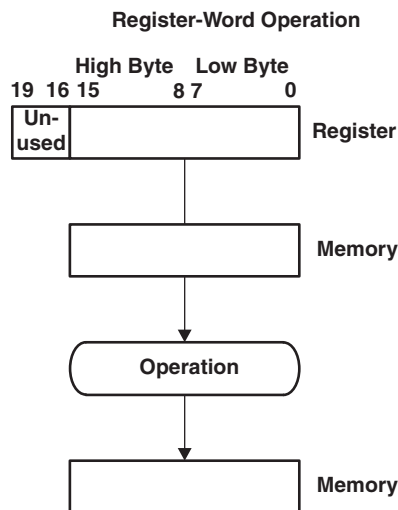 Register-Word Operation
High Byte Low Byte
19 16 15 8 7 0
Un-
used
Register
Memory
Operation
Memory